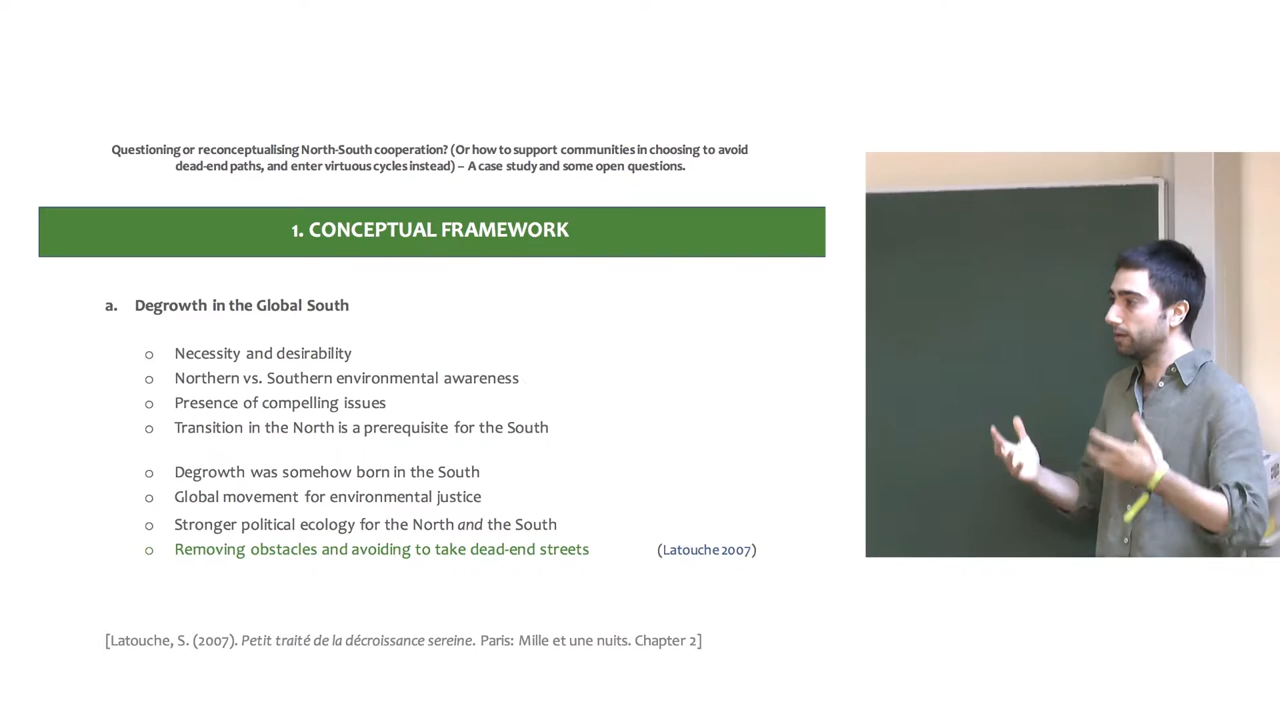 Questioning or reconceptualising North-South cooperation? (Or how to support communities in choosing to avoid
dead-end paths, and enter virtuous cycles instead) – A case study and some open questions.
1. CONCEPTUAL FRAMEWORK
a. Degrowth in the Global South
o Necessity and desirability
o Northern vs. Southern environmental awareness
o Presence of compelling issues
o Transition in the North is a prerequisite for the South
o Degrowth was somehow born in the South
o Global movement for environmental justice
o Stronger political ecology for the North and the South
o Removing obstacles and avoiding to take dead-end streets (Latouche 2007)
[Latouche, S. (2007). Petit traité de la décroissance sereine. Paris: Mille et une nuits. Chapter 2]